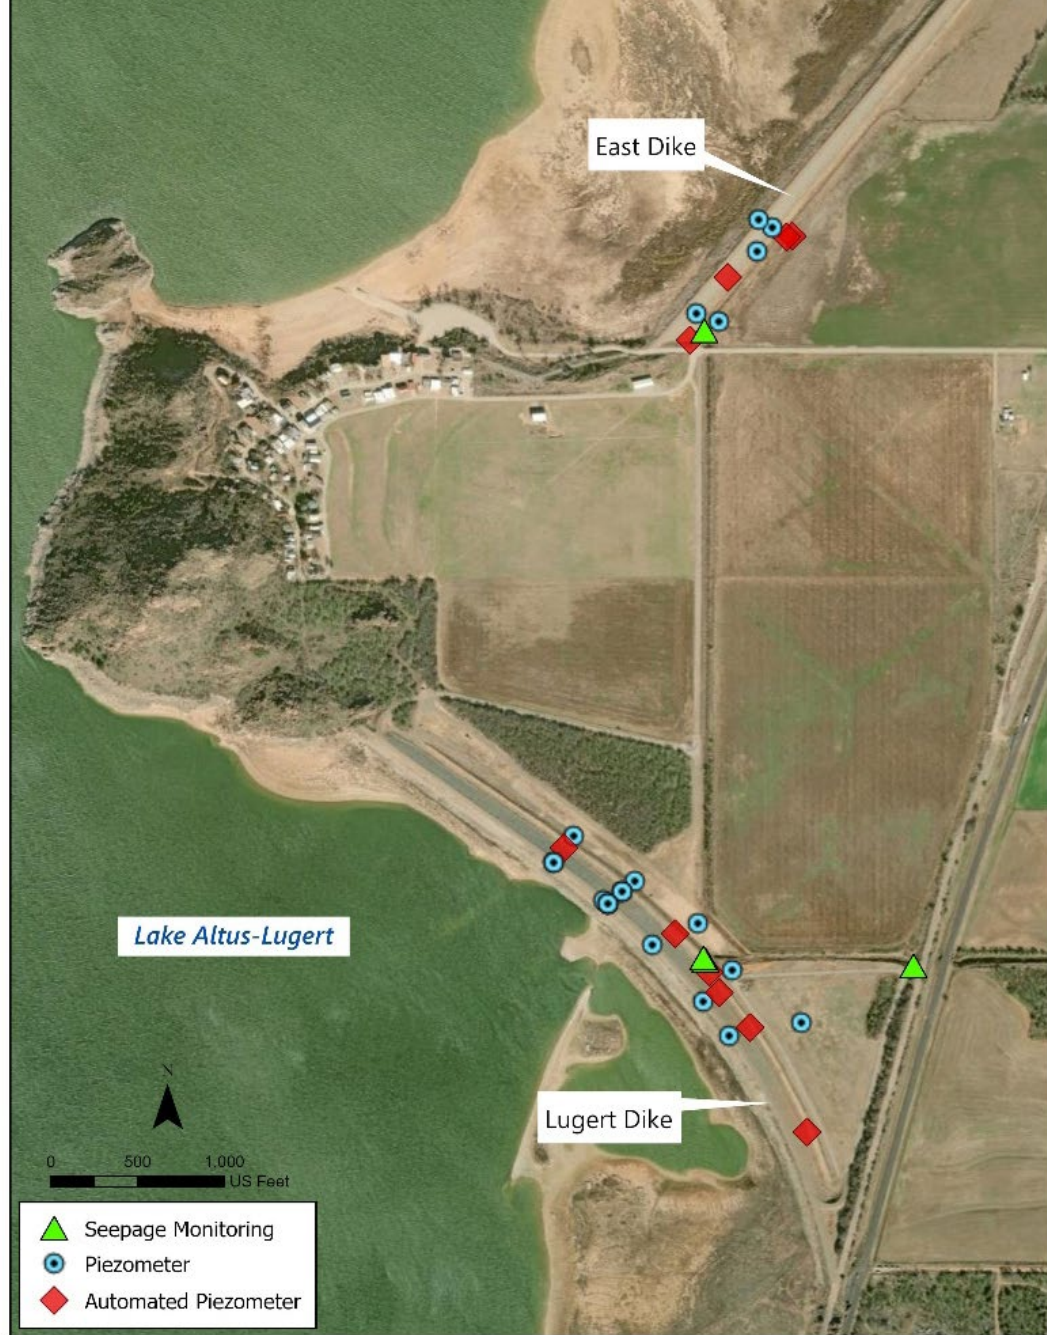 East Dike
Lake Altus-Lugert
N
Lugert Dike
0 500 1,000
US Feet
Seepage Monitoring
Piezometer
Automated Piezometer